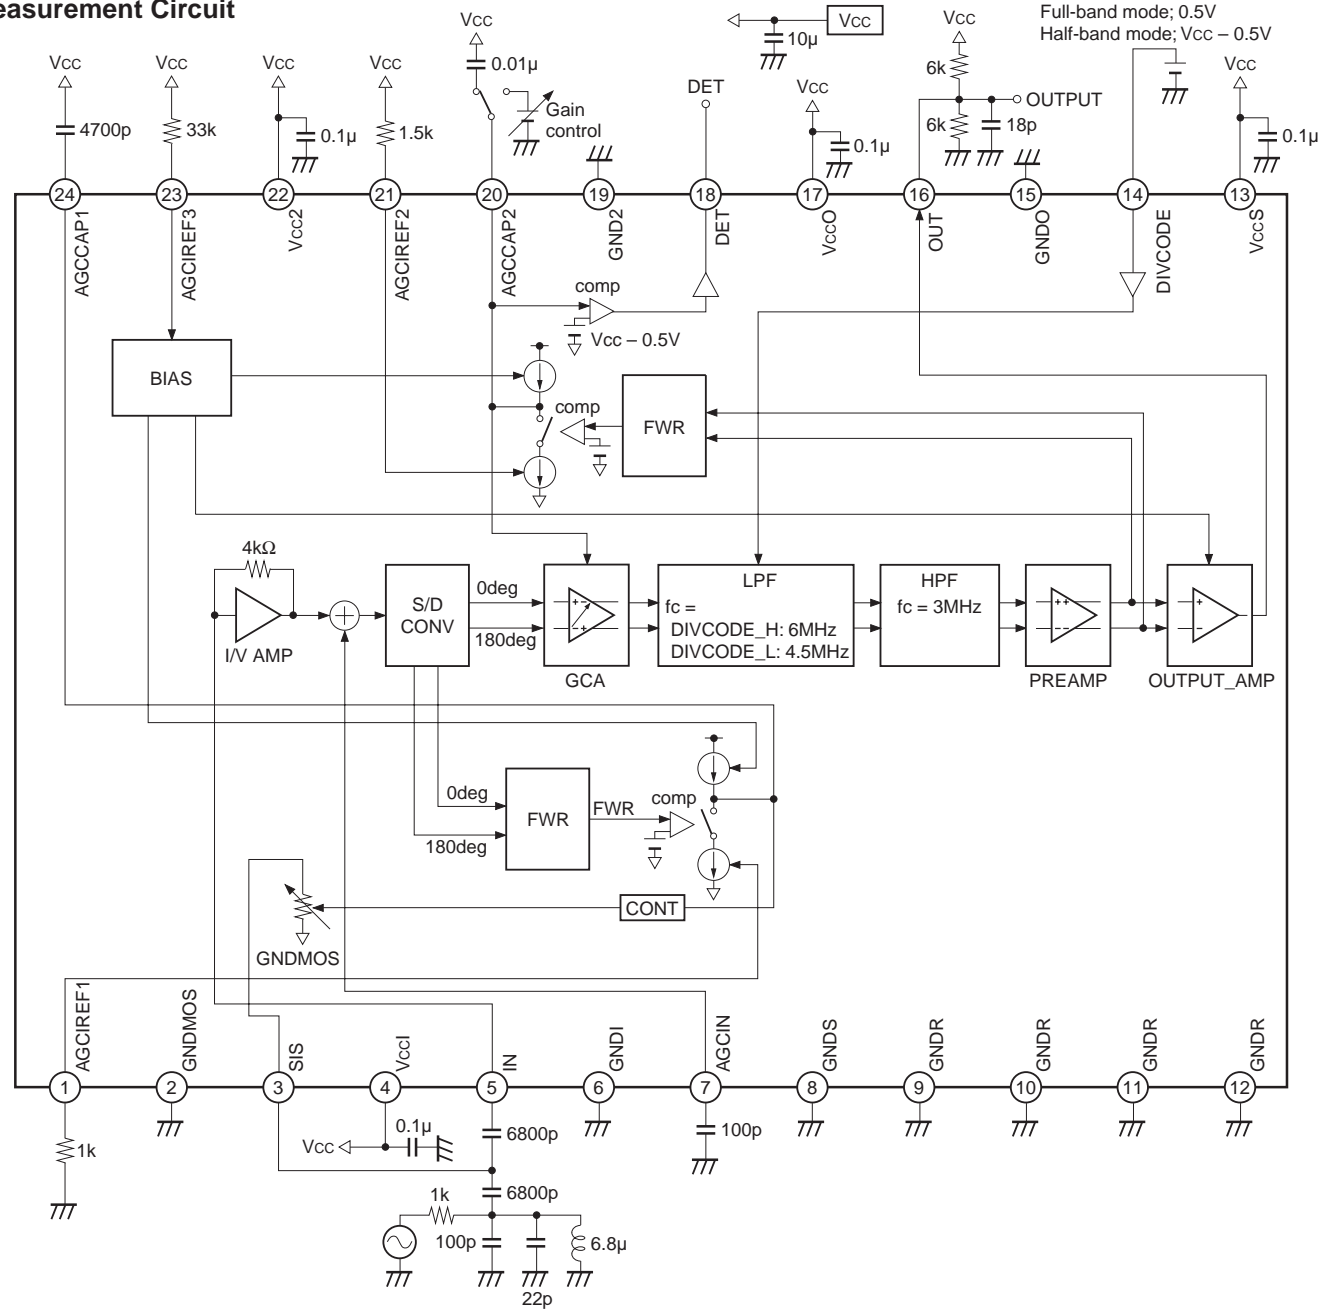 easurement Circuit
Vcc
10µ
Full-band mode; 0.5V
Half-band mode; Vcc – 0.5V
Vcc
Vcc
Vcc
Vcc
Vcc
Vcc
Vcc
Vcc
4700p
33k
0.1µ
1.5k
0.01µ
Gain
control
DET
0.1µ
6k
6k
OUTPUT
18p
0.1µ
24
23
22
21
20
19
18
17
16
15
14
13
AGCCAP1
AGCIREF3
Vcc2
AGCIREF2
AGCCAP2
GND2
DET
VccO
OUT
GNDO
DIVCODE
VccS
comp
Vcc – 0.5V
BIAS
comp
FWR
4kΩ
I/V AMP
S/D
CONV
0deg
180deg
GCA
LPF
fc =
DIVCODE_H: 6MHz
DIVCODE_L: 4.5MHz
HPF
fc = 3MHz
PREAMP
OUTPUT_AMP
0deg
180deg
FWR
FWR
comp
CONT
GNDMOS
AGCIREF1
GNDMOS
SIS
VccI
IN
GNDI
AGCIN
GNDS
GNDR
GNDR
GNDR
GNDR
1
2
3
4
5
6
7
8
9
10
11
12
1k
Vcc
0.1µ
6800p
100p
6800p
1k
100p
22p
6.8µ